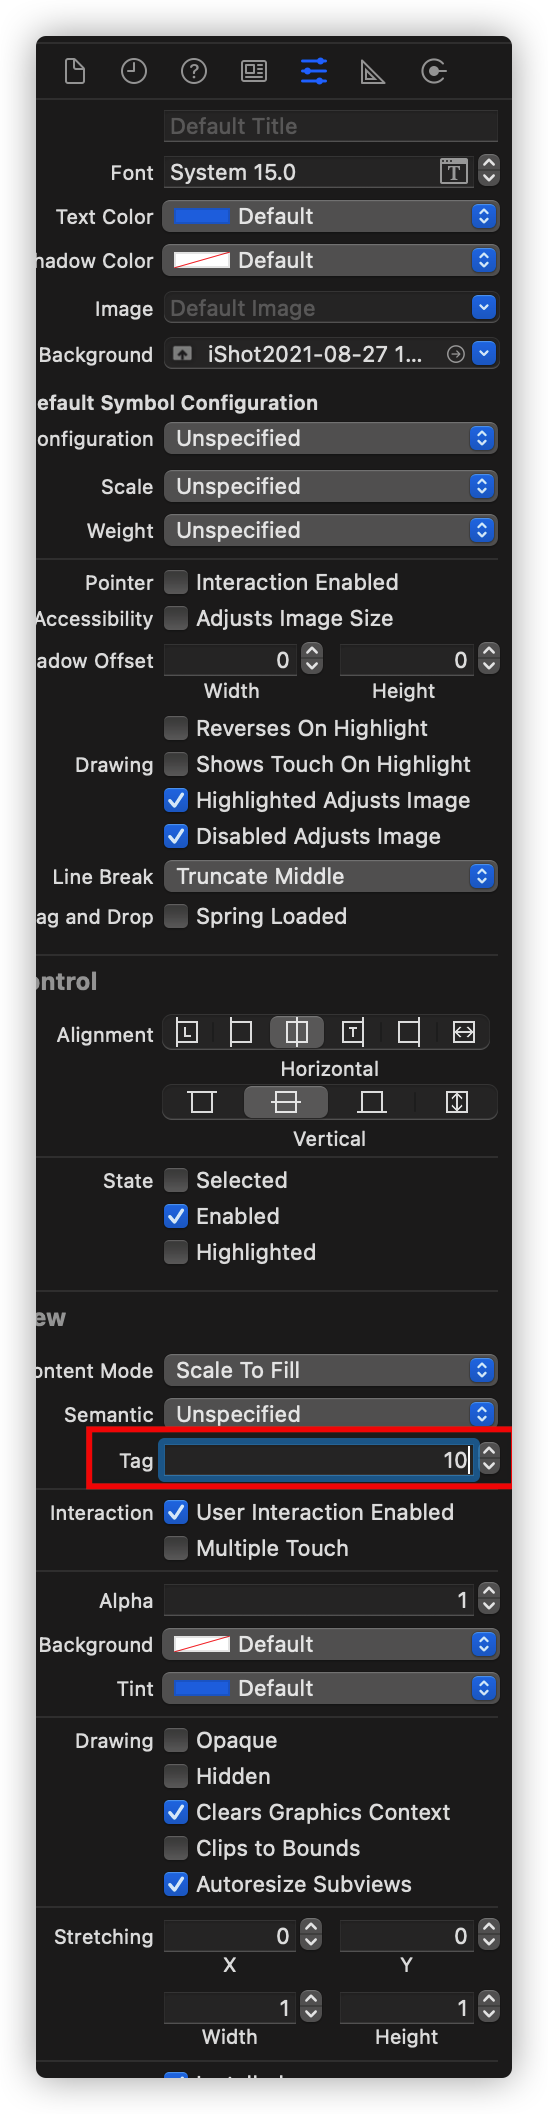 Default Title
Font System 15.0 T
Text Color Default
hadow Color Default
Image Default Image
Background iShot2021-08-27 1...
efault Symbol Configuration
onfiguration Unspecified
Scale Unspecified
Weight Unspecified
Pointer Interaction Enabled
Accessibility Adjusts Image Size
adow Offset 0 0
Width Height
Reverses On Highlight
Drawing Shows Touch On Highlight
Highlighted Adjusts Image
Disabled Adjusts Image
Line Break Truncate Middle
ag and Drop Spring Loaded
ontrol
Alignment L T
Horizontal
Vertical
State Selected
Enabled
Highlighted
ew
ontent Mode Scale To Fill
Semantic Unspecified
Tag 10
Interaction User Interaction Enabled
Multiple Touch
Alpha 1
Background Default
Tint Default
Drawing Opaque
Hidden
Clears Graphics Context
Clips to Bounds
Autoresize Subviews
Stretching 0 0
X Y
1 1
Width Height